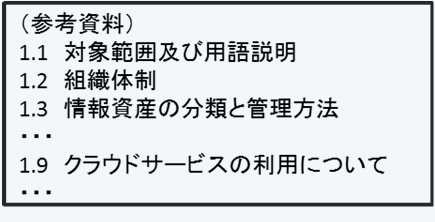 （参考資料）
1.1 対象範囲及び用語説明
1.2 組織体制
1.3 情報資産の分類と管理方法
・・・
1.9 クラウドサービスの利用について
・・・